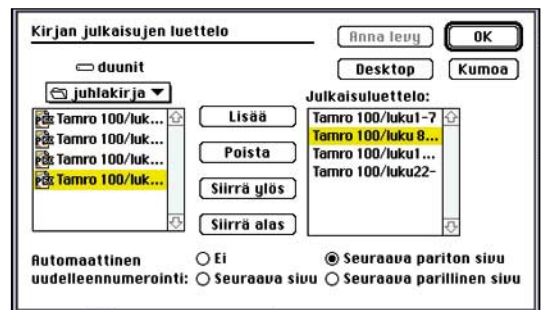 Kirjan julkaisujen luettelo
Anna levy
OK
duunit
Desktop
Kumoa
juhlakirja
Julkaisuluettelo:
Tamro 100/luk...
Tamro 100/luk...
Tamro 100/luk...
Tamro 100/luk...
Lisää
Poista
Siirrä ylös
Siirrä alas
Tamro 100/luku1-7
Tamro 100/luku 8...
Tamro 100/luku1...
Tamro 100/luku22-
Automaattinen
uudelleennumerointi:
Ei
Seuraava pariton sivu
Seuraava sivu
Seuraava parillinen sivu